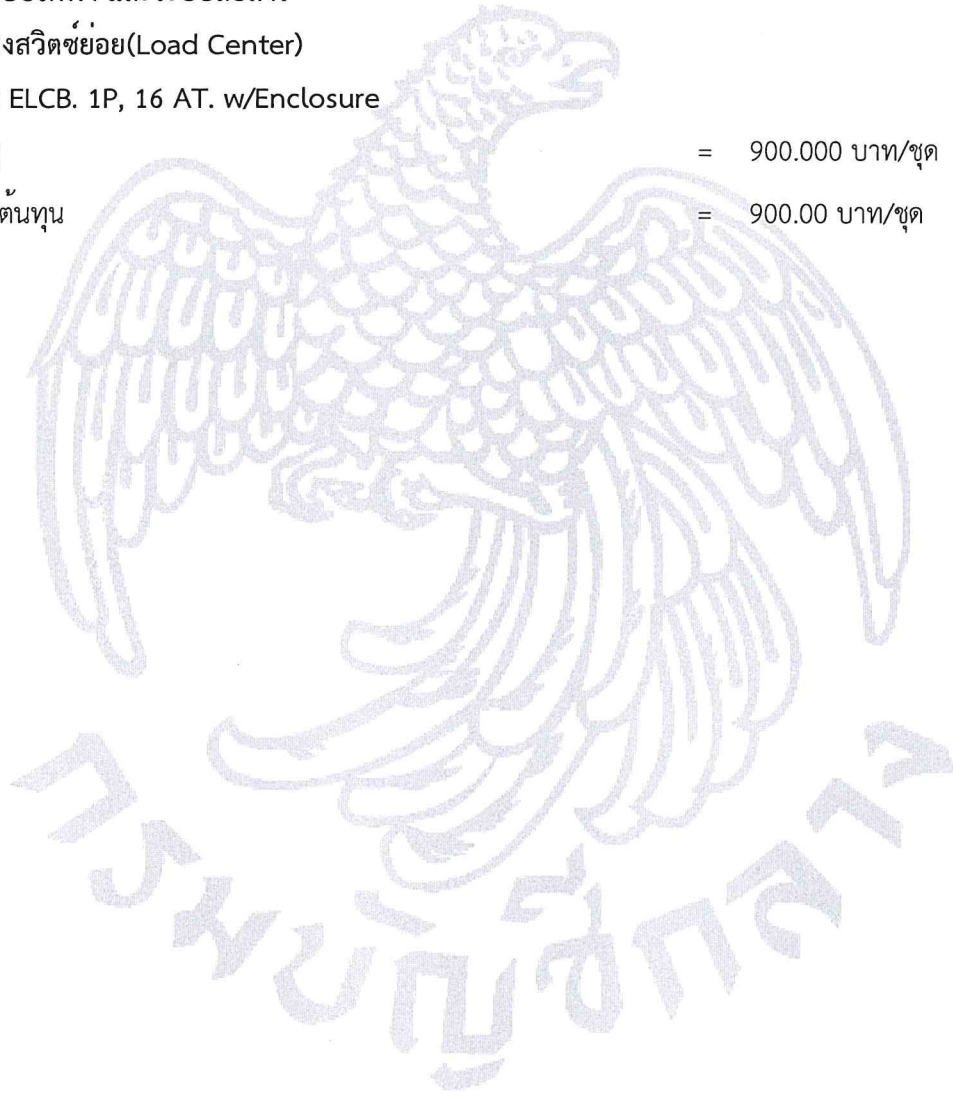 งสวิตซ์ย่อย(Load Center)
ELCB. 1P, 16 AT. w/Enclosure
= 900.000 บาท/ชุด
ต้นทุน = 900.00 บาท/ชุด
กรมบัญชีกลาง